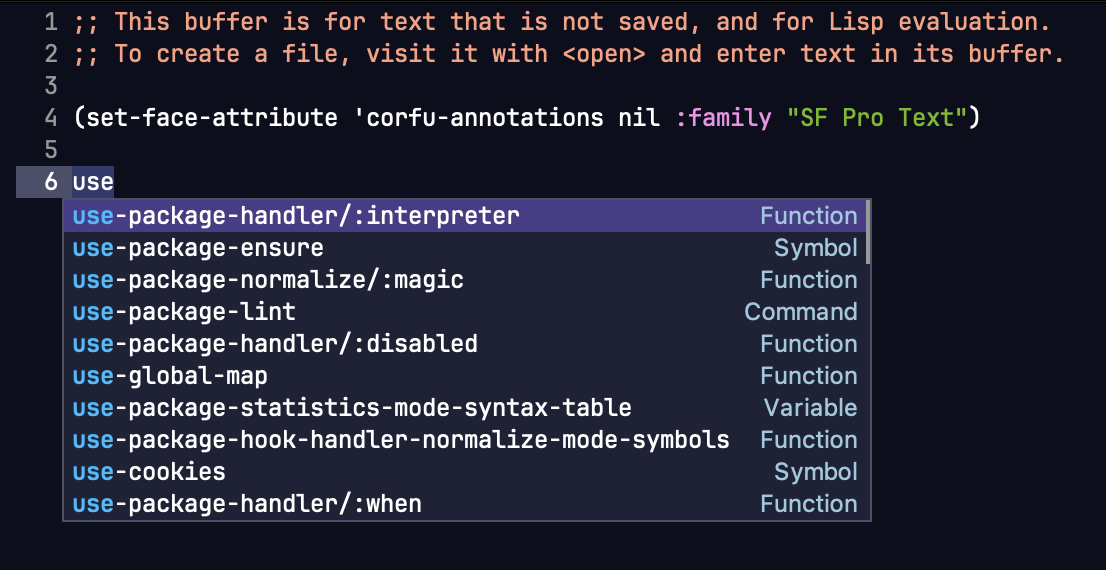 1 ;; This buffer is for text that is not saved, and for Lisp evaluation.
2 ;; To create a file, visit it with <open> and enter text in its buffer.
3
4 (set-face-attribute 'corfu-annotations nil :family "SF Pro Text")
5
6 use
use-package-handler/:interpreter Function
use-package-ensure Symbol
use-package-normalize/:magic Function
use-package-lint Command
use-package-handler/:disabled Function
use-global-map Function
use-package-statistics-mode-syntax-table Variable
use-package-hook-handler-normalize-mode-symbols Function
use-cookies Symbol
use-package-handler/:when Function